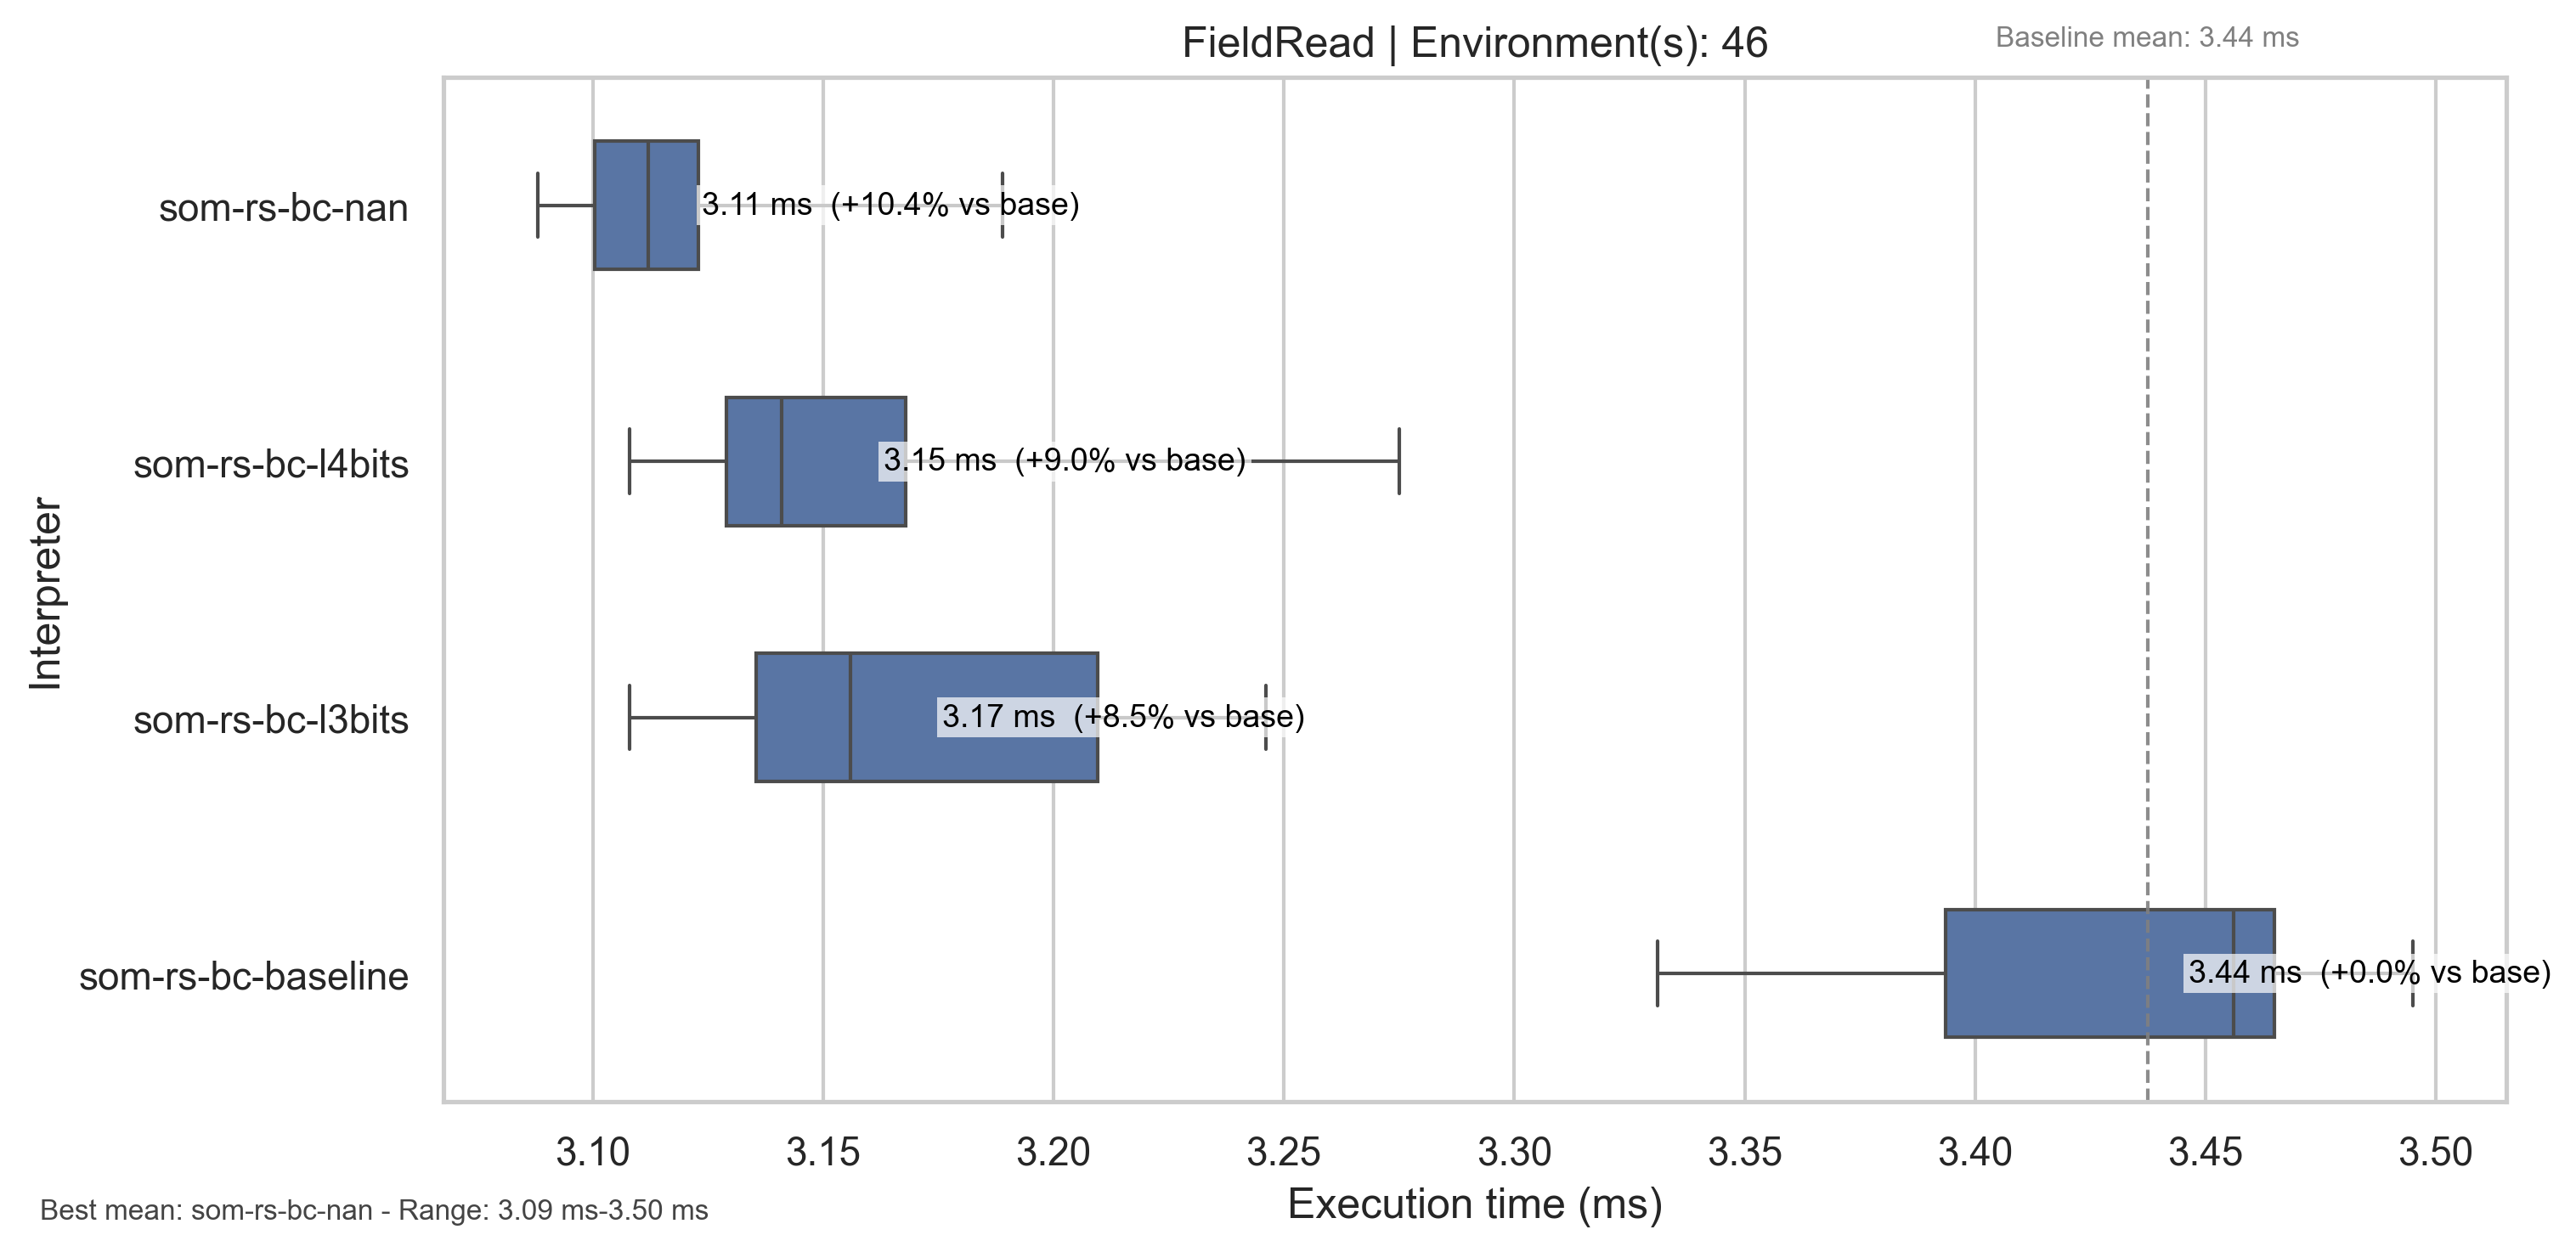 FieldRead | Environment(s): 46
Baseline mean: 3.44 ms
Interpreter
som-rs-bc-nan
3.11 ms (+10.4% vs base)
som-rs-bc-l4bits
3.15 ms (+9.0% vs base)
som-rs-bc-l3bits
3.17 ms (+8.5% vs base)
som-rs-bc-baseline
3.44 ms (+0.0% vs base)
3.10 3.15 3.20 3.25 3.30 3.35 3.40 3.45 3.50
Execution time (ms)
Best mean: som-rs-bc-nan - Range: 3.09 ms-3.50 ms